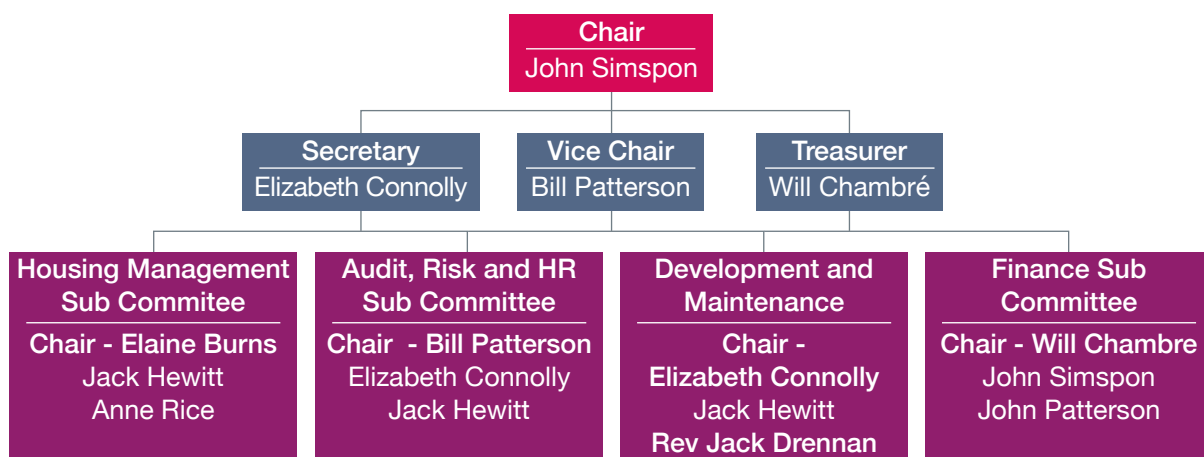 Chair
John Simspon
Secretary
Elizabeth Connolly
Vice Chair
Bill Patterson
Treasurer
Will Chambré
Housing Management
Sub Commitee
Chair - Elaine Burns
Jack Hewitt
Anne Rice
Audit, Risk and HR
Sub Committee
Chair - Bill Patterson
Elizabeth Connolly
Jack Hewitt
Development and
Maintenance
Chair -
Elizabeth Connolly
Jack Hewitt
Rev Jack Drennan
Finance Sub
Committee
Chair - Will Chambre
John Simspon
John Patterson